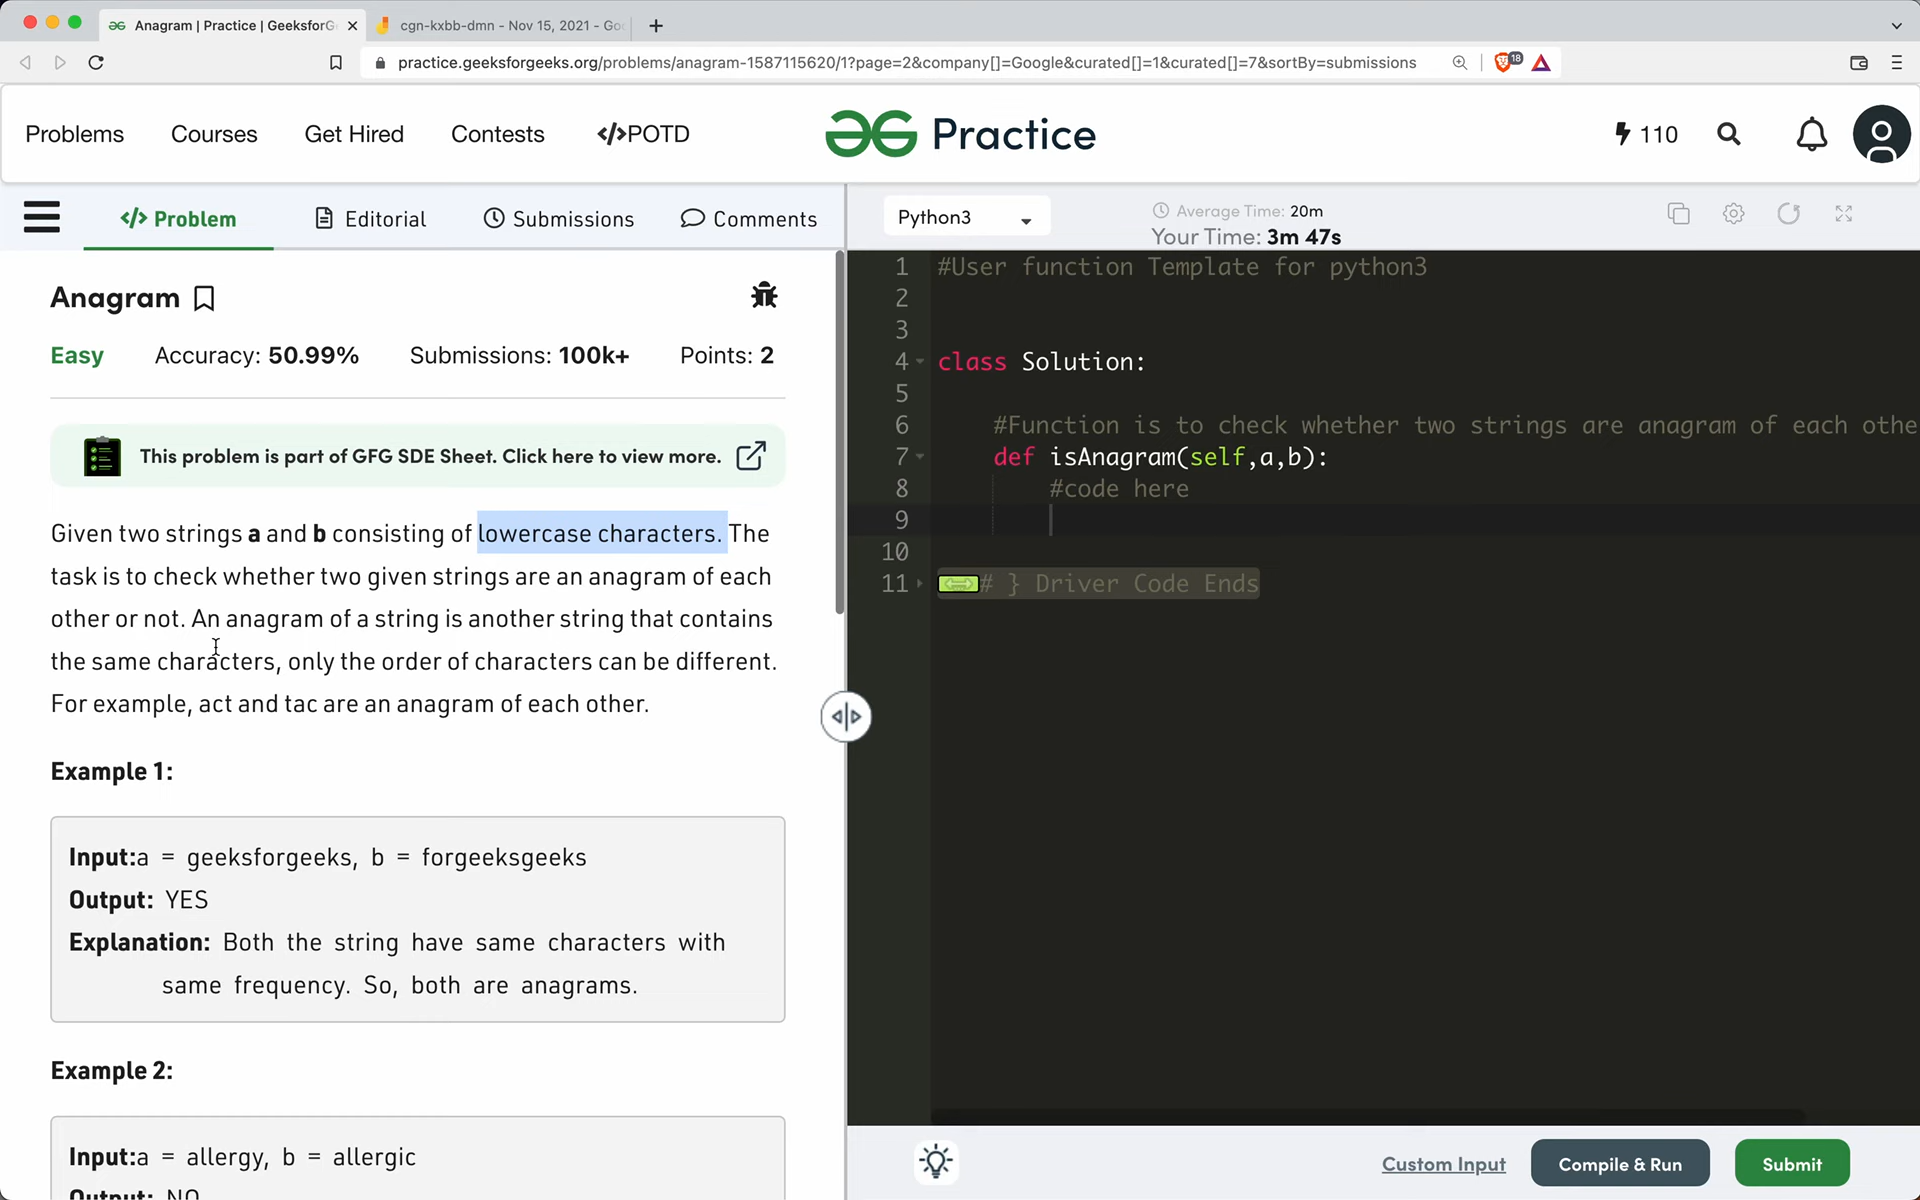 Anagram | Practice | GeeksforG
cgn-kxbb-dmn - Nov 15, 2021 - Goo
practice.geeksforgeeks.org/problems/anagram-1587115620/1?page=2&company[]=Google&curated[]=1&curated[]=7&sortBy=submissions
18
Problems Courses Get Hired Contests </>POTD
Practice
110
</> Problem Editorial Submissions Comments
Python3
Average Time: 20m
Your Time: 3m 47s
Anagram
Easy Accuracy: 50.99% Submissions: 100k+ Points: 2
This problem is part of GFG SDE Sheet. Click here to view more.
Given two strings a and b consisting of lowercase characters. The
task is to check whether two given strings are an anagram of each
other or not. An anagram of a string is another string that contains
the same characters, only the order of characters can be different.
For example, act and tac are an anagram of each other.
Example 1:
Input:a = geeksforgeeks, b = forgeeksgeeks
Output: YES
Explanation: Both the string have same characters with
same frequency. So, both are anagrams.
Example 2:
Input:a = allergy, b = allergic
Output: NO
1 #User function Template for python3
2
3
4 class Solution:
5
6 #Function is to check whether two strings are anagram of each othe
7 def isAnagram(self,a,b):
8 #code here
9
10
11 # } Driver Code Ends
Custom Input Compile & Run Submit